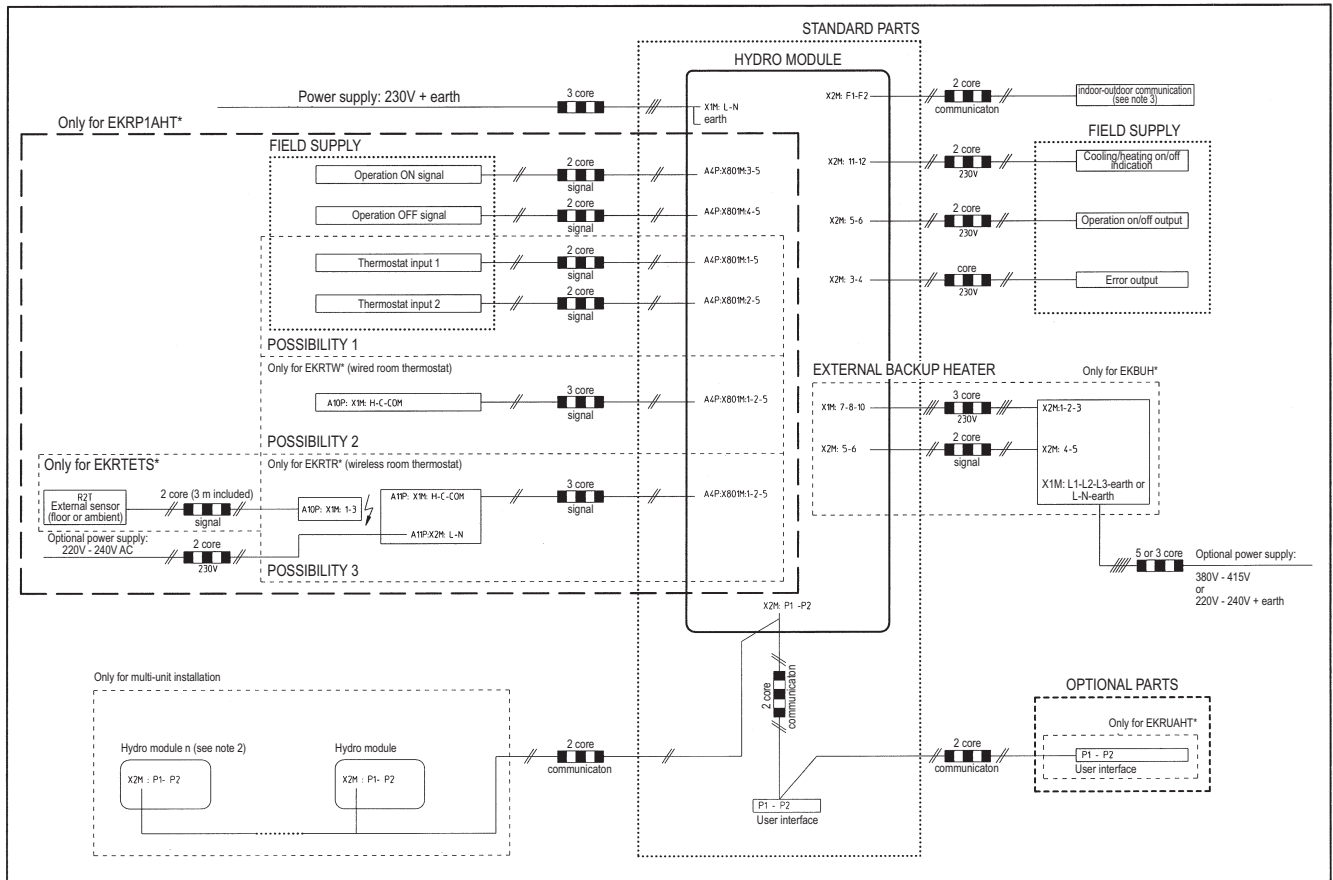 STANDARD PARTS
HYDRO MODULE
Power supply: 230V + earth
3 core
X1M: L-N
earth
X2M: F1-F2
2 core
communicaton
indoor-outdoor communication
(see note 3)
Only for EKRP1AHT*
FIELD SUPPLY
Operation ON signal
2 core
signal
A4P:X801M:3-5
Operation OFF signal
2 core
signal
A4P:X801M:4-5
Thermostat input 1
2 core
signal
A4P:X801M:1-5
Thermostat input 2
2 core
signal
A4P:X801M:2-5
POSSIBILITY 1
FIELD SUPPLY
X2M: 11-12
2 core
230V
Cooling/heating on/off
indication
X2M: 5-6
2 core
230V
Operation on/off output
X2M: 3-4
core
230V
Error output
Only for EKRTW* (wired room thermostat)
A10P: X1M: H-C-COM
3 core
signal
A4P:X801M:1-2-5
POSSIBILITY 2
EXTERNAL BACKUP HEATER
Only for EKBUH*
X1M: 7-8-10
3 core
230V
X2M:1-2-3
X2M: 5-6
2 core
signal
X2M: 4-5
X1M: L1-L2-L3-earth or
L-N-earth
5 or 3 core
Optional power supply:
380V - 415V
or
220V - 240V + earth
Only for EKRTETS*
Only for EKRTR* (wireless room thermostat)
R2T
External sensor
(floor or ambient)
2 core (3 m included)
signal
A10P: X1M: 1-3
A11P: X1M: H-C-COM
A11P:X2M: L-N
3 core
signal
A4P:X801M:1-2-5
Optional power supply:
220V - 240V AC
2 core
230V
POSSIBILITY 3
X2M: P1 -P2
2 core
communicaton
Only for multi-unit installation
Hydro module n (see note 2)
X2M : P1- P2
Hydro module
X2M : P1- P2
2 core
communicaton
P1 - P2
User interface
2 core
communicaton
OPTIONAL PARTS
Only for EKRUAHT*
P1 - P2
User interface